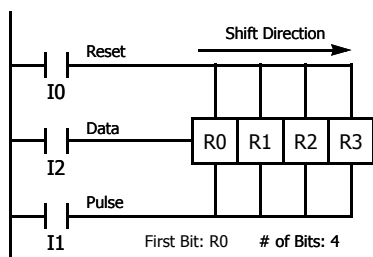 Reset
Shift Direction
I0
Data
R0 R1 R2 R3
I2
Pulse
I1
First Bit: R0 # of Bits: 4